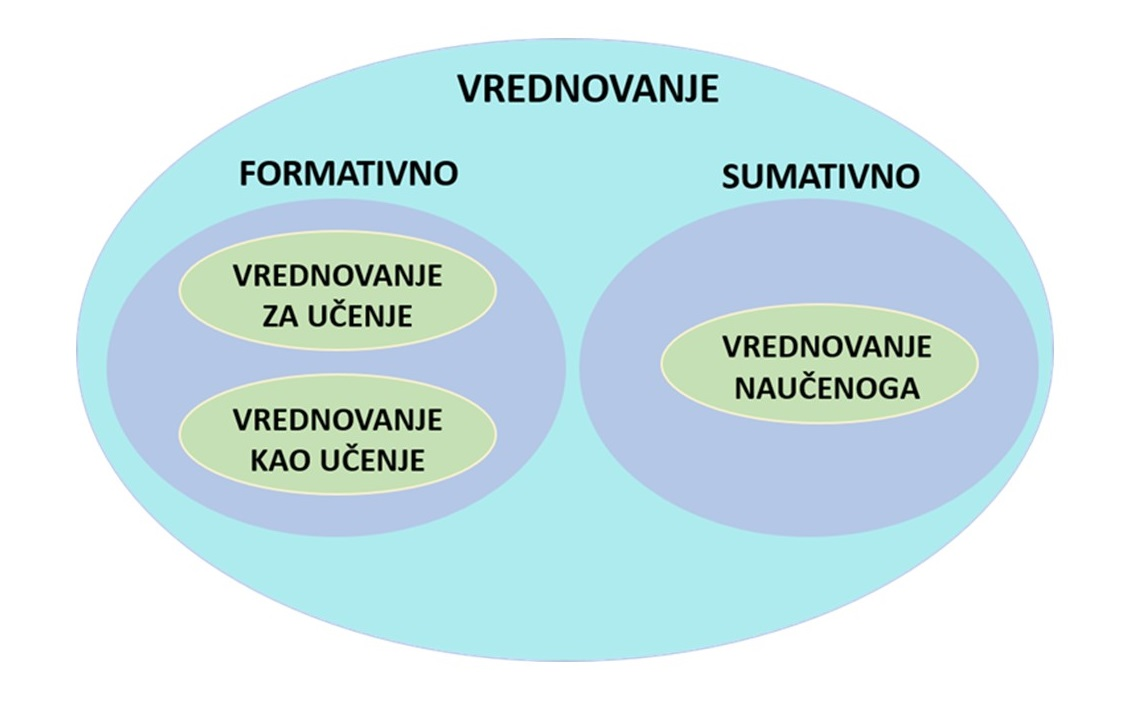 VREDNOVANJE
FORMATIVNO
VREDNOVANJE
ZA UČENJE
VREDNOVANJE
KAO UČENJE
SUMATIVNO
VREDNOVANJE
NAUČENOGA